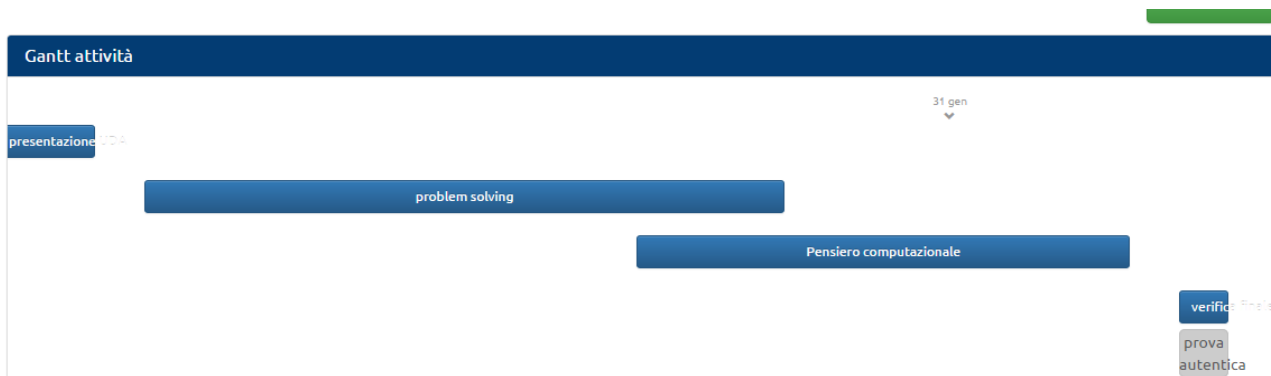 Gantt attività
31 gen
presentazione UDA
problem solving
Pensiero computazionale
verifica finale
prova
autentica